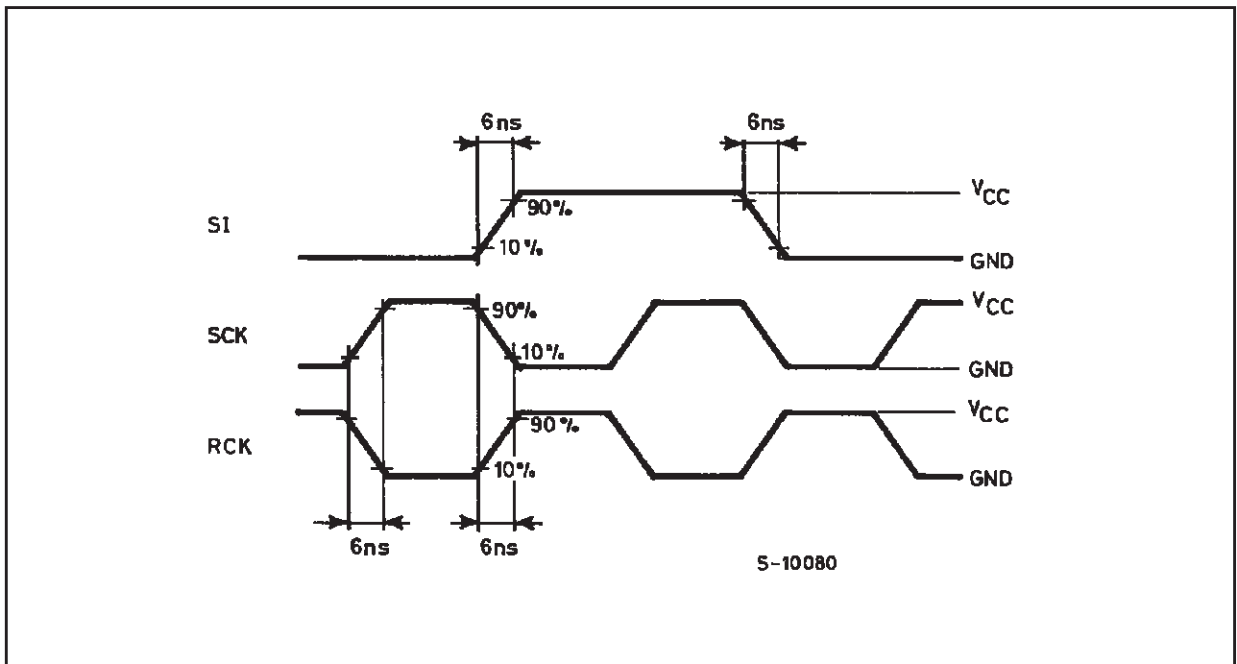 6ns 6ns
VCC
90%
SI
10%
GND
VCC
90%
SCK
10%
GND
VCC
90%
RCK
10%
GND
6ns 6ns
S-10080